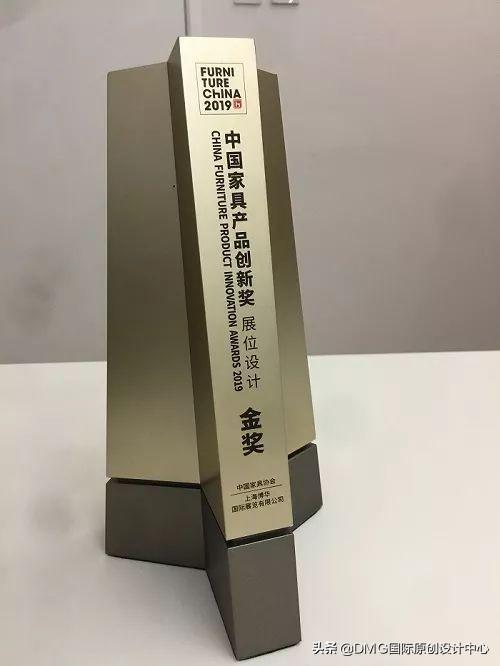 FURNI
TURE
CHINA
2019
中国家具产品创新奖 展位设计
CHINA FURNITURE PRODUCT INNOVATION AWARDS 2019
金奖
中国家具协会
上海博华
国际展览有限公司
头条 @DMG国际原创设计中心